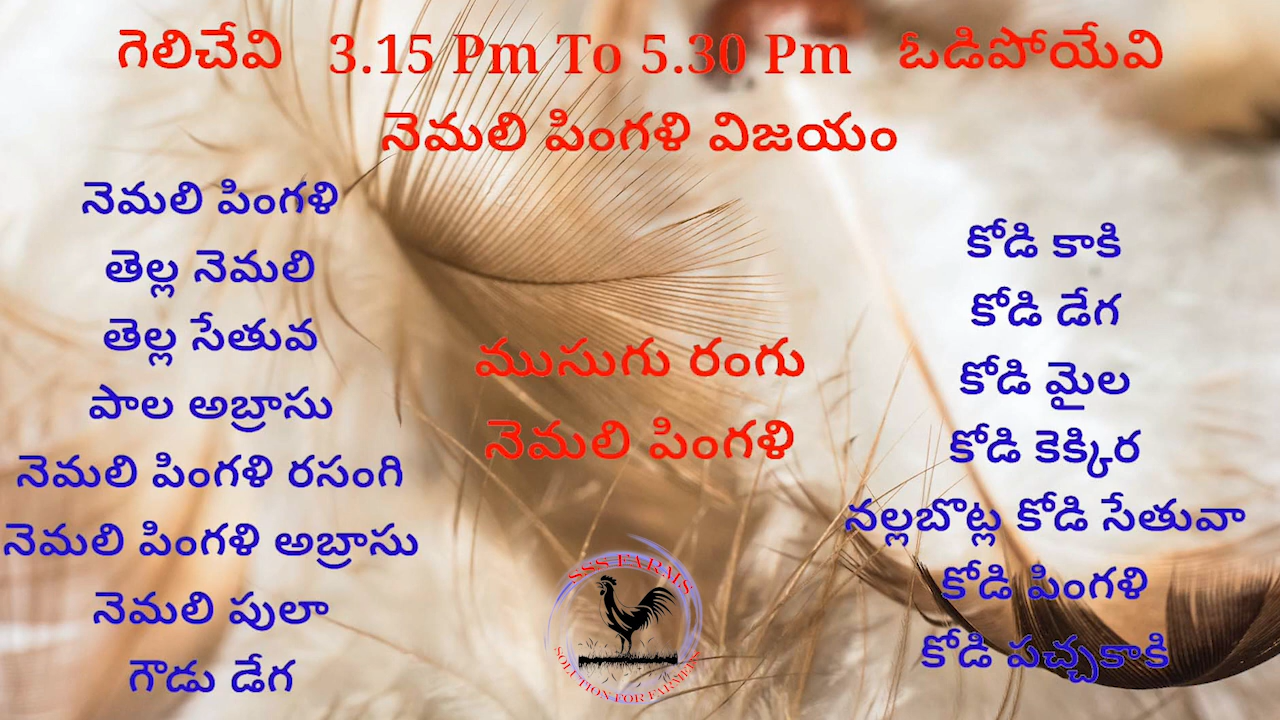 గెలిచేవి 3.15 Pm To 5.30 Pm ఓడిపోయేవి
నెమలి పింగళి విజయం
నెమలి పింగళి
తెల్ల నెమలి
తెల్ల సేతువ
పాల అబ్రాసు
నెమలి పింగళి రసంగి
నెమలి పింగళి అబ్రాసు
నెమలి పులా
గౌడు డేగ
ముసుగు రంగు
నెమలి పింగళి
కోడి కాకి
కోడి డేగ
కోడి మైల
కోడి కెక్కిర
నల్లబొట్ల కోడి సేతువా
కోడి పింగళి
కోడి పచ్చకాకి
SSS FARMS
SOLUTION FOR FARMERS